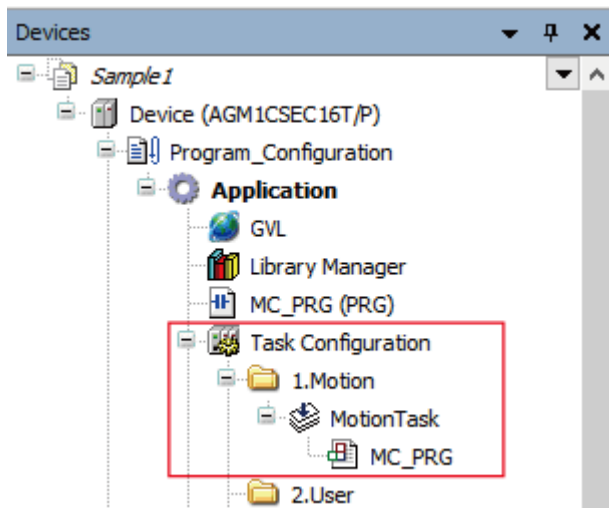 Devices
Sample1
Device (AGM1CSEC16T/P)
Program_Configuration
Application
GVL
Library Manager
MC_PRG (PRG)
Task Configuration
1.Motion
MotionTask
MC_PRG
2.User